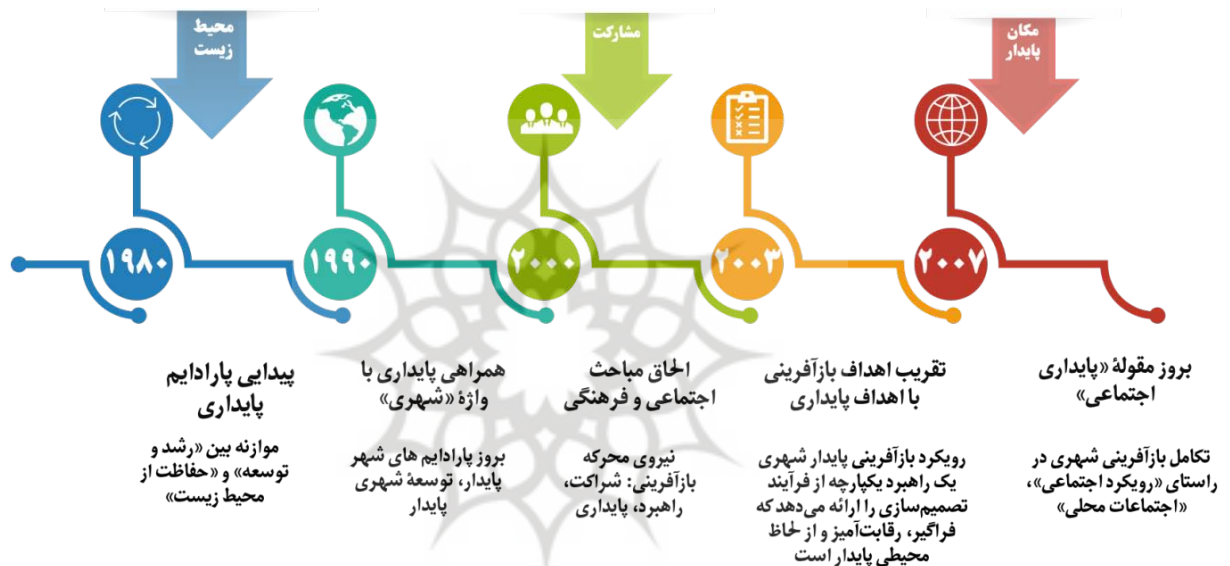 محیط
زیست
مشارکت
مکان
پایدار
۱۹۸۰
۱۹۹۰
۲۰۰۰
۲۰۰۳
۲۰۰۷
پیدایی پارادایم
پایداری
موازنه بین «رشد و
توسعه» و «حفاظت از
محیط زیست»
همراهی پایداری با
واژهٔ «شهری»
بروز پارادایم های شهر
پایدار، توسعهٔ شهری
پایدار
الحاق مباحث
اجتماعی و فرهنگی
نیروی محرکه
بازآفرینی: شراکت،
راهبرد، پایداری
تقریب اهداف بازآفرینی
با اهداف پایداری
رویکرد بازآفرینی پایدار شهری
یک راهبرد یکپارچه از فرآیند
تصمیم‌سازی را ارائه می‌دهد که
فراگیر، رقابت‌آمیز و از لحاظ
محیطی پایدار است
بروز مقولهٔ «پایداری
اجتماعی»
تکامل بازآفرینی شهری در
راستای «رویکرد اجتماعی»،
«اجتماعات محلی»